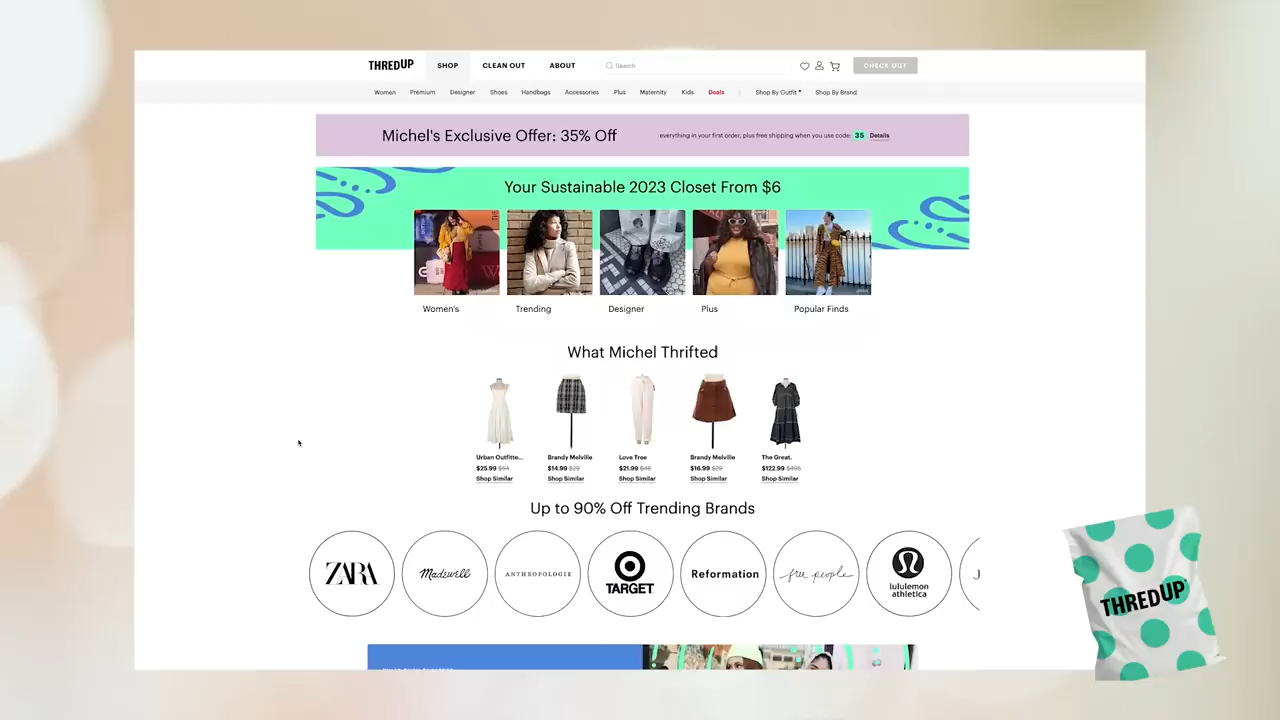 THREDUP SHOP CLEAN OUT ABOUT Search CHECK OUT
Women Premium Designer Shoes Handbags Accessories Plus Maternity Kids Deals Shop By Outfit Shop By Brand
Michel's Exclusive Offer: 35% Off everything in your first order, plus free shipping when you use code: 35 Details
Your Sustainable 2023 Closet From $6
Women's Trending Designer Plus Popular Finds
What Michel Thrifted
Urban Outfitte... Brandy Melville Love Tree Brandy Melville The Great.
$25.99 $64 $14.99 $29 $21.99 $48 $16.99 $29 $122.99 $495
Shop Similar Shop Similar Shop Similar Shop Similar Shop Similar
Up to 90% Off Trending Brands
ZARA Madewell ANTHROPOLOGIE TARGET Reformation free people lululemon athletica J
THREDUP